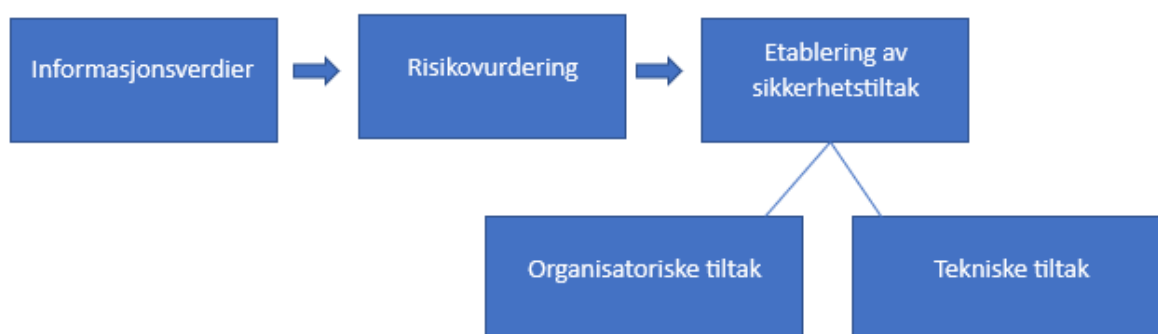 Informasjonsverdier
Risikovurdering
Etablering av
sikkerhetstiltak
Organisatoriske tiltak
Tekniske tiltak